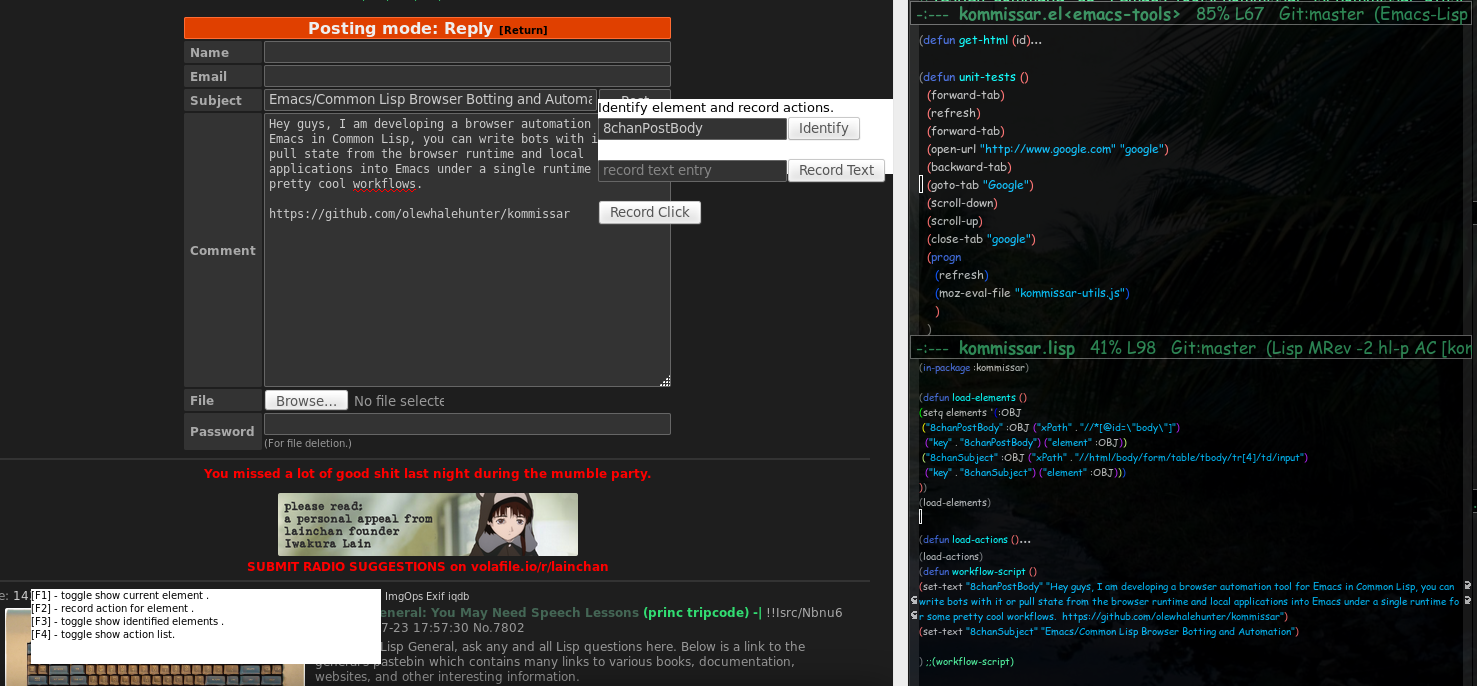 Posting mode: Reply [Return]
Name
Email
Subject
Emacs/Common Lisp Browser Botting and Automa
Comment
Hey guys, I am developing a browser automation
Emacs in Common Lisp, you can write bots with i
pull state from the browser runtime and local
applications into Emacs under a single runtime
pretty cool workflows.
https://github.com/olewhalehunter/kommissar
Identify element and record actions.
8chanPostBody
Identify
record text entry
Record Text
Record Click
File
Browse...
No file selecte
Password
(For file deletion.)
You missed a lot of good shit last night during the mumble party.
please read:
a personal appeal from
lainchan founder
Iwakura Lain
SUBMIT RADIO SUGGESTIONS on volafile.io/r/lainchan
e: 14
[F1] - toggle show current element .
[F2] - record action for element .
[F3] - toggle show identified elements .
[F4] - toggle show action list.
ImgOps Exif iqdb
eneral: You May Need Speech Lessons (princ tripcode) -| !!Isrc/Nbnu6
7-23 17:57:30 No.7802
Lisp General, ask any and all Lisp questions here. Below is a link to the
general's pastebin which contains many links to various books, documentation,
websites, and other interesting information.
-:--- kommissar.el<emacs-tools> 85% L67 Git:master (Emacs-Lisp
(defun get-html (id)...
(defun unit-tests ()
(forward-tab)
(refresh)
(forward-tab)
(open-url "http://www.google.com" "google")
(backward-tab)
(goto-tab "Google")
(scroll-down)
(scroll-up)
(close-tab "google")
(progn
(refresh)
(moz-eval-file "kommissar-utils.js")
)
)
-:--- kommissar.lisp 41% L98 Git:master (Lisp MRev -2 hl-p AC [kor
(in-package :kommissar)
(defun load-elements ()
(setq elements '(:OBJ
("8chanPostBody" :OBJ ("xPath" . "//*[@id=\"body\"]")
("key" . "8chanPostBody") ("element" :OBJ))
("8chanSubject" :OBJ ("xPath" . "//html/body/form/table/tbody/tr[4]/td/input")
("key" . "8chanSubject") ("element" :OBJ)))
))
(load-elements)
(defun load-actions ()...
(load-actions)
(defun workflow-script ()
(set-text "8chanPostBody" "Hey guys, I am developing a browser automation tool for Emacs in Common Lisp, you can
write bots with it or pull state from the browser runtime and local applications into Emacs under a single runtime fo
r some pretty cool workflows. https://github.com/olewhalehunter/kommissar")
(set-text "8chanSubject" "Emacs/Common Lisp Browser Botting and Automation")
) ;;(workflow-script)